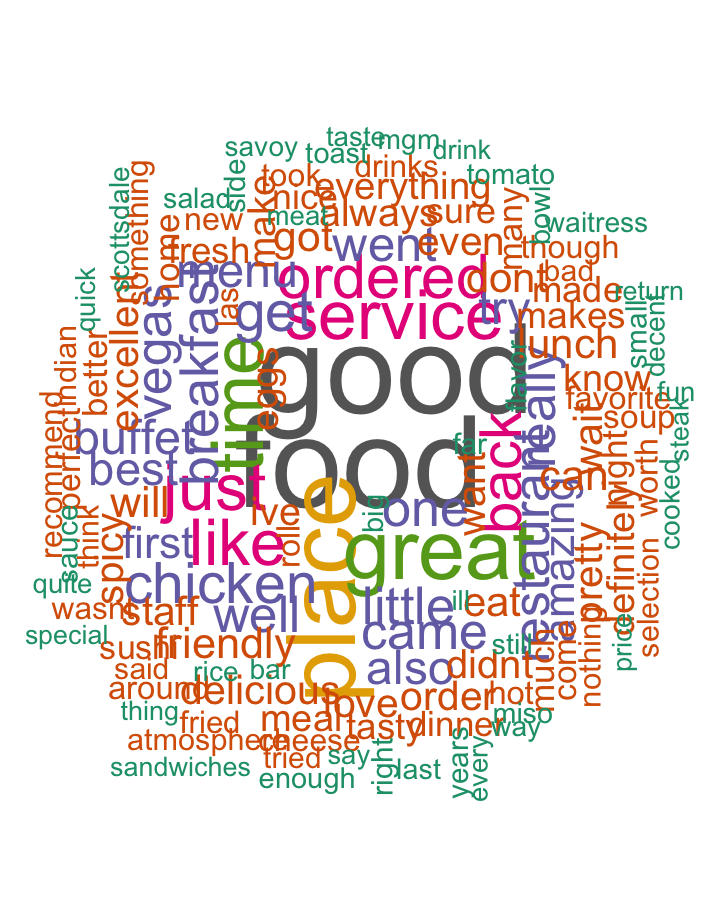 taste
mgm
savoy
toast
drink
drinks
tomato
took
side
scottsdale
something
salad
nice
everything
make
new
meat
always
sure
many
bowl
waitress
home
fresh
got
went
even
though
quick
menu
ordered
dont
bad
made
return
excellent
vegas
breakfast
get
service
try
makes
small
decent
indian
better
time
eggs
good
flavor
lunch
really
know
favorite
fun
recommend
perfect
buffet
food
far
back
wait
soup
steak
best
just
want
can
night
worth
cooked
sauce
think
will
ive
place
big
one
restaurant
amazing
pretty
definitely
spicy
first
like
role
great
selection
quite
chicken
little
ill
eat
wasnt
staff
well
came
still
special
sushi
friendly
also
didnt
much
come
nothing
price
said
rice
bar
around
delicious
love
order
hot
thing
fried
meal
tasty
dinner
miso
way
atmosphere
cheese
tried
say
right
last
years
every
sandwiches
enough